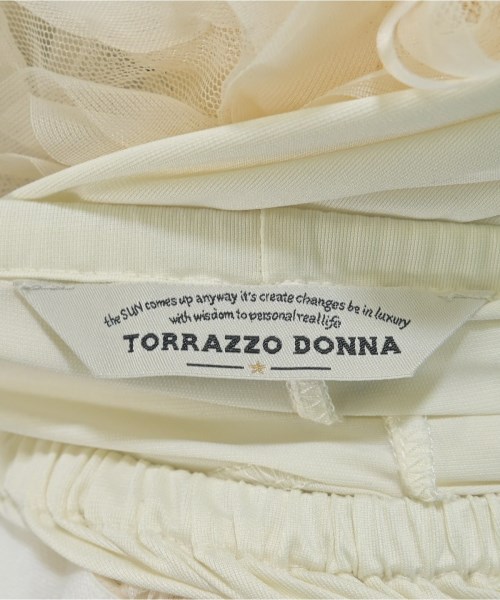 the SUN comes up anyway it's create changes be in luxury
with wisdom to personal real life
TORRAZZO DONNA